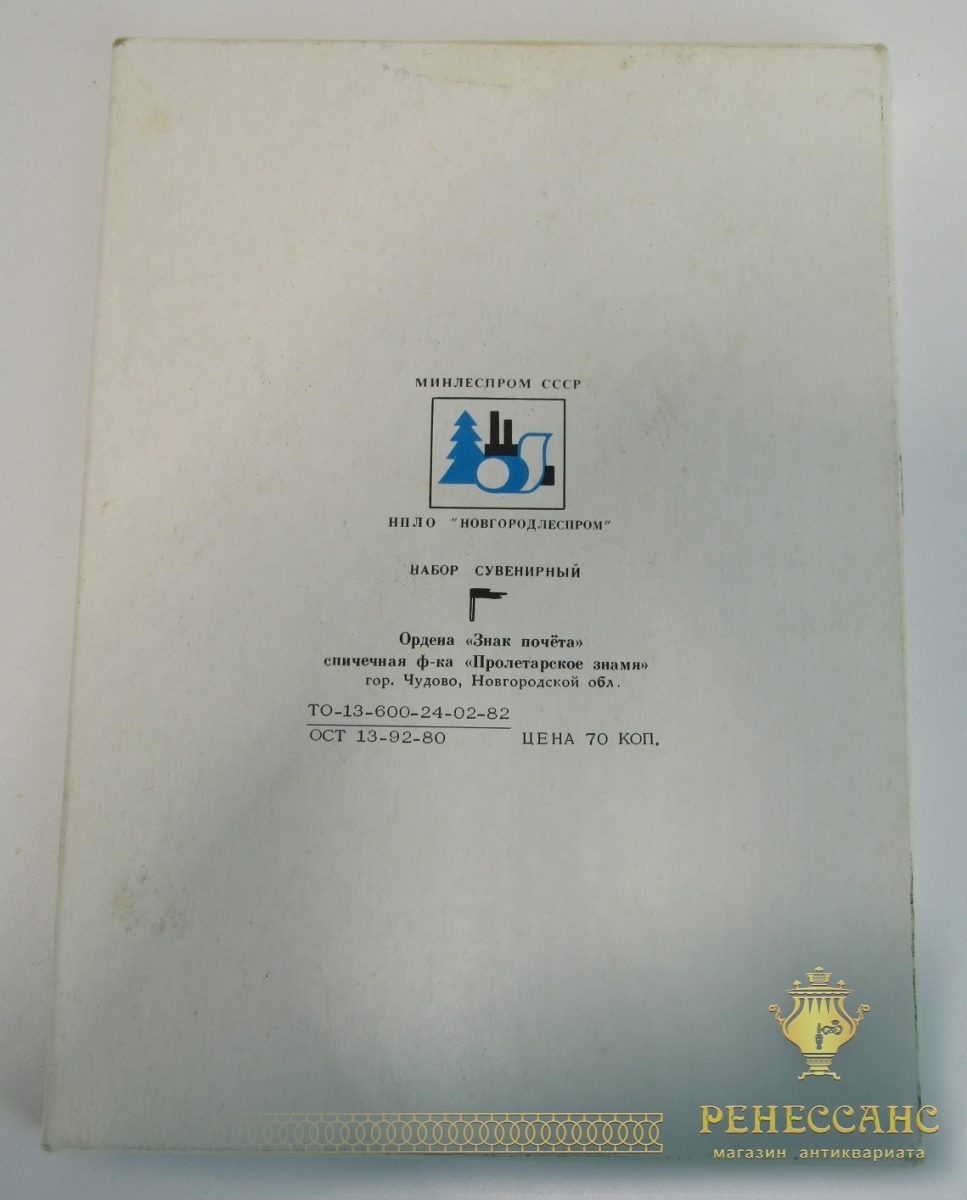 МИНЛЕСПРОМ СССР
НПЛО "НОВГОРОДЛЕСПРОМ"
НАБОР СУВЕНИРНЫЙ
Ордена «Знак почёта»
спичечная ф-ка «Пролетарское знамя»
гор. Чудово, Новгородской обл.
ТО-13-600-24-02-82
ОСТ 13-92-80 ЦЕНА 70 КОП.
РЕНЕССАНС
магазин антиквариата